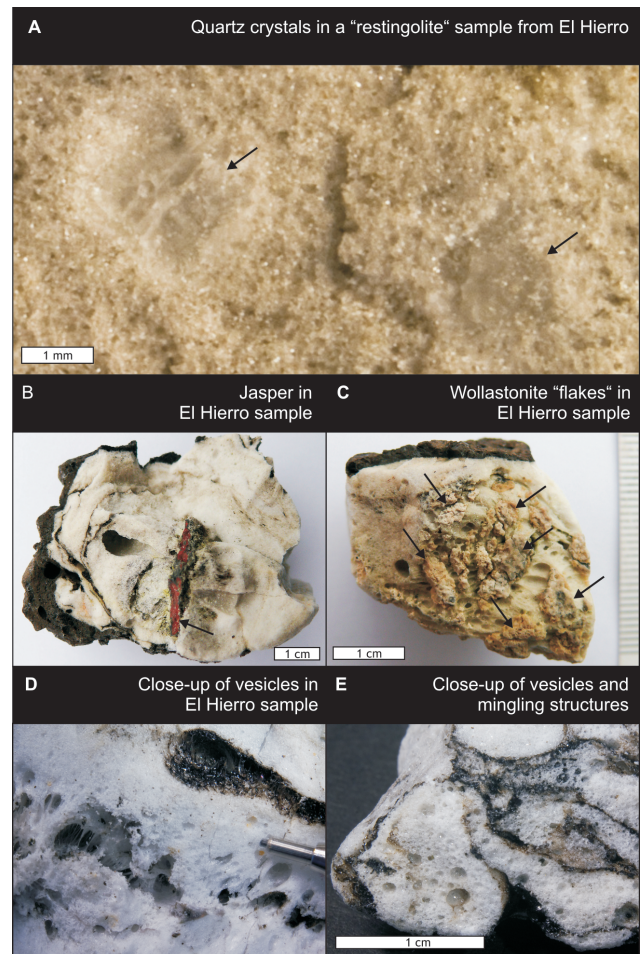 A Quartz crystals in a “restingolite“ sample from El Hierro
1 mm
B Jasper in
El Hierro sample
1 cm
C Wollastonite “flakes“ in
El Hierro sample
1 cm
D Close-up of vesicles in
El Hierro sample
E Close-up of vesicles and
mingling structures
1 cm